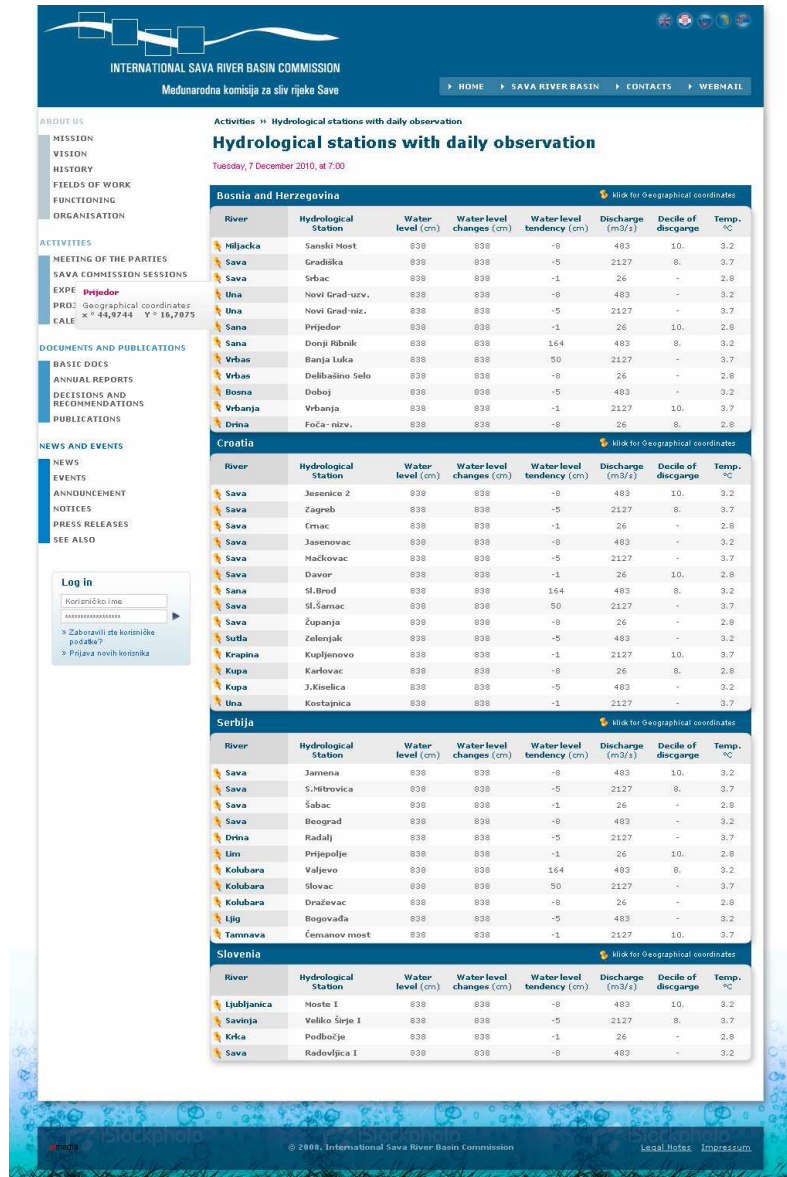 INTERNATIONAL SAVA RIVER BASIN COMMISSION
Međunarodna komisija za sliv rijeke Save
HOME SAVA RIVER BASIN CONTACTS WEBMAIL
ABOUT US
MISSION
VISION
HISTORY
FIELDS OF WORK
FUNCTIONING
ORGANISATION
ACTIVITIES
MEETING OF THE PARTIES
SAVA COMMISSION SESSIONS
EXPE
PROJ
CALE
Prijedor
Geographical coordinates
x ° 44,9744 Y ° 16,7075
DOCUMENTS AND PUBLICATIONS
BASIC DOCS
ANNUAL REPORTS
DECISIONS AND
RECOMMENDATIONS
PUBLICATIONS
NEWS AND EVENTS
NEWS
EVENTS
ANNOUNCEMENT
NOTICES
PRESS RELEASES
SEE ALSO
Log in
Korisničko ime
» Zaboravili ste korisničke
podatke?
» Prijava novih korisnika
Activities » Hydrological stations with daily observation
Hydrological stations with daily observation
Tuesday, 7 December 2010, at 7:00
Bosnia and Herzegovina klick for Geographical coordinates
River Hydrological Station Water level (cm) Water level changes (cm) Water level tendency (cm) Discharge (m3/s) Decile of discgarge Temp. ºC
Miljacka Sanski Most 838 838 -8 483 10. 3.2
Sava Gradiška 838 838 -5 2127 8. 3.7
Sava Srbac 838 838 -1 26 - 2.8
Una Novi Grad-uzv. 838 838 -8 483 - 3.2
Una Novi Grad-niz. 838 838 -5 2127 - 3.7
Sana Prijedor 838 838 -1 26 10. 2.8
Sana Donji Ribnik 838 838 164 483 8. 3.2
Vrbas Banja Luka 838 838 50 2127 - 3.7
Vrbas Delibašino Selo 838 838 -8 26 - 2.8
Bosna Doboj 838 838 -5 483 - 3.2
Vrbanja Vrbanja 838 838 -1 2127 10. 3.7
Drina Foča- nizv. 838 838 -8 26 8. 2.8
Croatia klick for Geographical coordinates
River Hydrological Station Water level (cm) Water level changes (cm) Water level tendency (cm) Discharge (m3/s) Decile of discgarge Temp. ºC
Sava Jesenice 2 838 838 -8 483 10. 3.2
Sava Zagreb 838 838 -5 2127 8. 3.7
Sava Crnac 838 838 -1 26 - 2.8
Sava Jasenovac 838 838 -8 483 - 3.2
Sava Mačkovac 838 838 -5 2127 - 3.7
Sava Davor 838 838 -1 26 10. 2.8
Sana Sl.Brod 838 838 164 483 8. 3.2
Sava Sl.Šamac 838 838 50 2127 - 3.7
Sava Županja 838 838 -8 26 - 2.8
Sutla Zelenjak 838 838 -5 483 - 3.2
Krapina Kupljenovo 838 838 -1 2127 10. 3.7
Kupa Karlovac 838 838 -8 26 8. 2.8
Kupa J.Kiselica 838 838 -5 483 - 3.2
Una Kostajnica 838 838 -1 2127 - 3.7
Serbija klick for Geographical coordinates
River Hydrological Station Water level (cm) Water level changes (cm) Water level tendency (cm) Discharge (m3/s) Decile of discgarge Temp. ºC
Sava Jamena 838 838 -8 483 10. 3.2
Sava S.Mitrovica 838 838 -5 2127 8. 3.7
Sava Šabac 838 838 -1 26 - 2.8
Sava Beograd 838 838 -8 483 - 3.2
Drina Radalj 838 838 -5 2127 - 3.7
Lim Prijepolje 838 838 -1 26 10. 2.8
Kolubara Valjevo 838 838 164 483 8. 3.2
Kolubara Slovac 838 838 50 2127 - 3.7
Kolubara Draževac 838 838 -8 26 - 2.8
Ljig Bogovađa 838 838 -5 483 - 3.2
Tamnava Ćemanov most 838 838 -1 2127 10. 3.7
Slovenia klick for Geographical coordinates
River Hydrological Station Water level (cm) Water level changes (cm) Water level tendency (cm) Discharge (m3/s) Decile of discgarge Temp. ºC
Ljubljanica Moste I 838 838 -8 483 10. 3.2
Savinja Veliko Širje I 838 838 -5 2127 8. 3.7
Krka Podbočje 838 838 -1 26 - 2.8
Sava Radovljica I 838 838 -8 483 - 3.2
iStockphoto
media
© 2008. International Sava River Basin Commission
Legal Notes Impressum